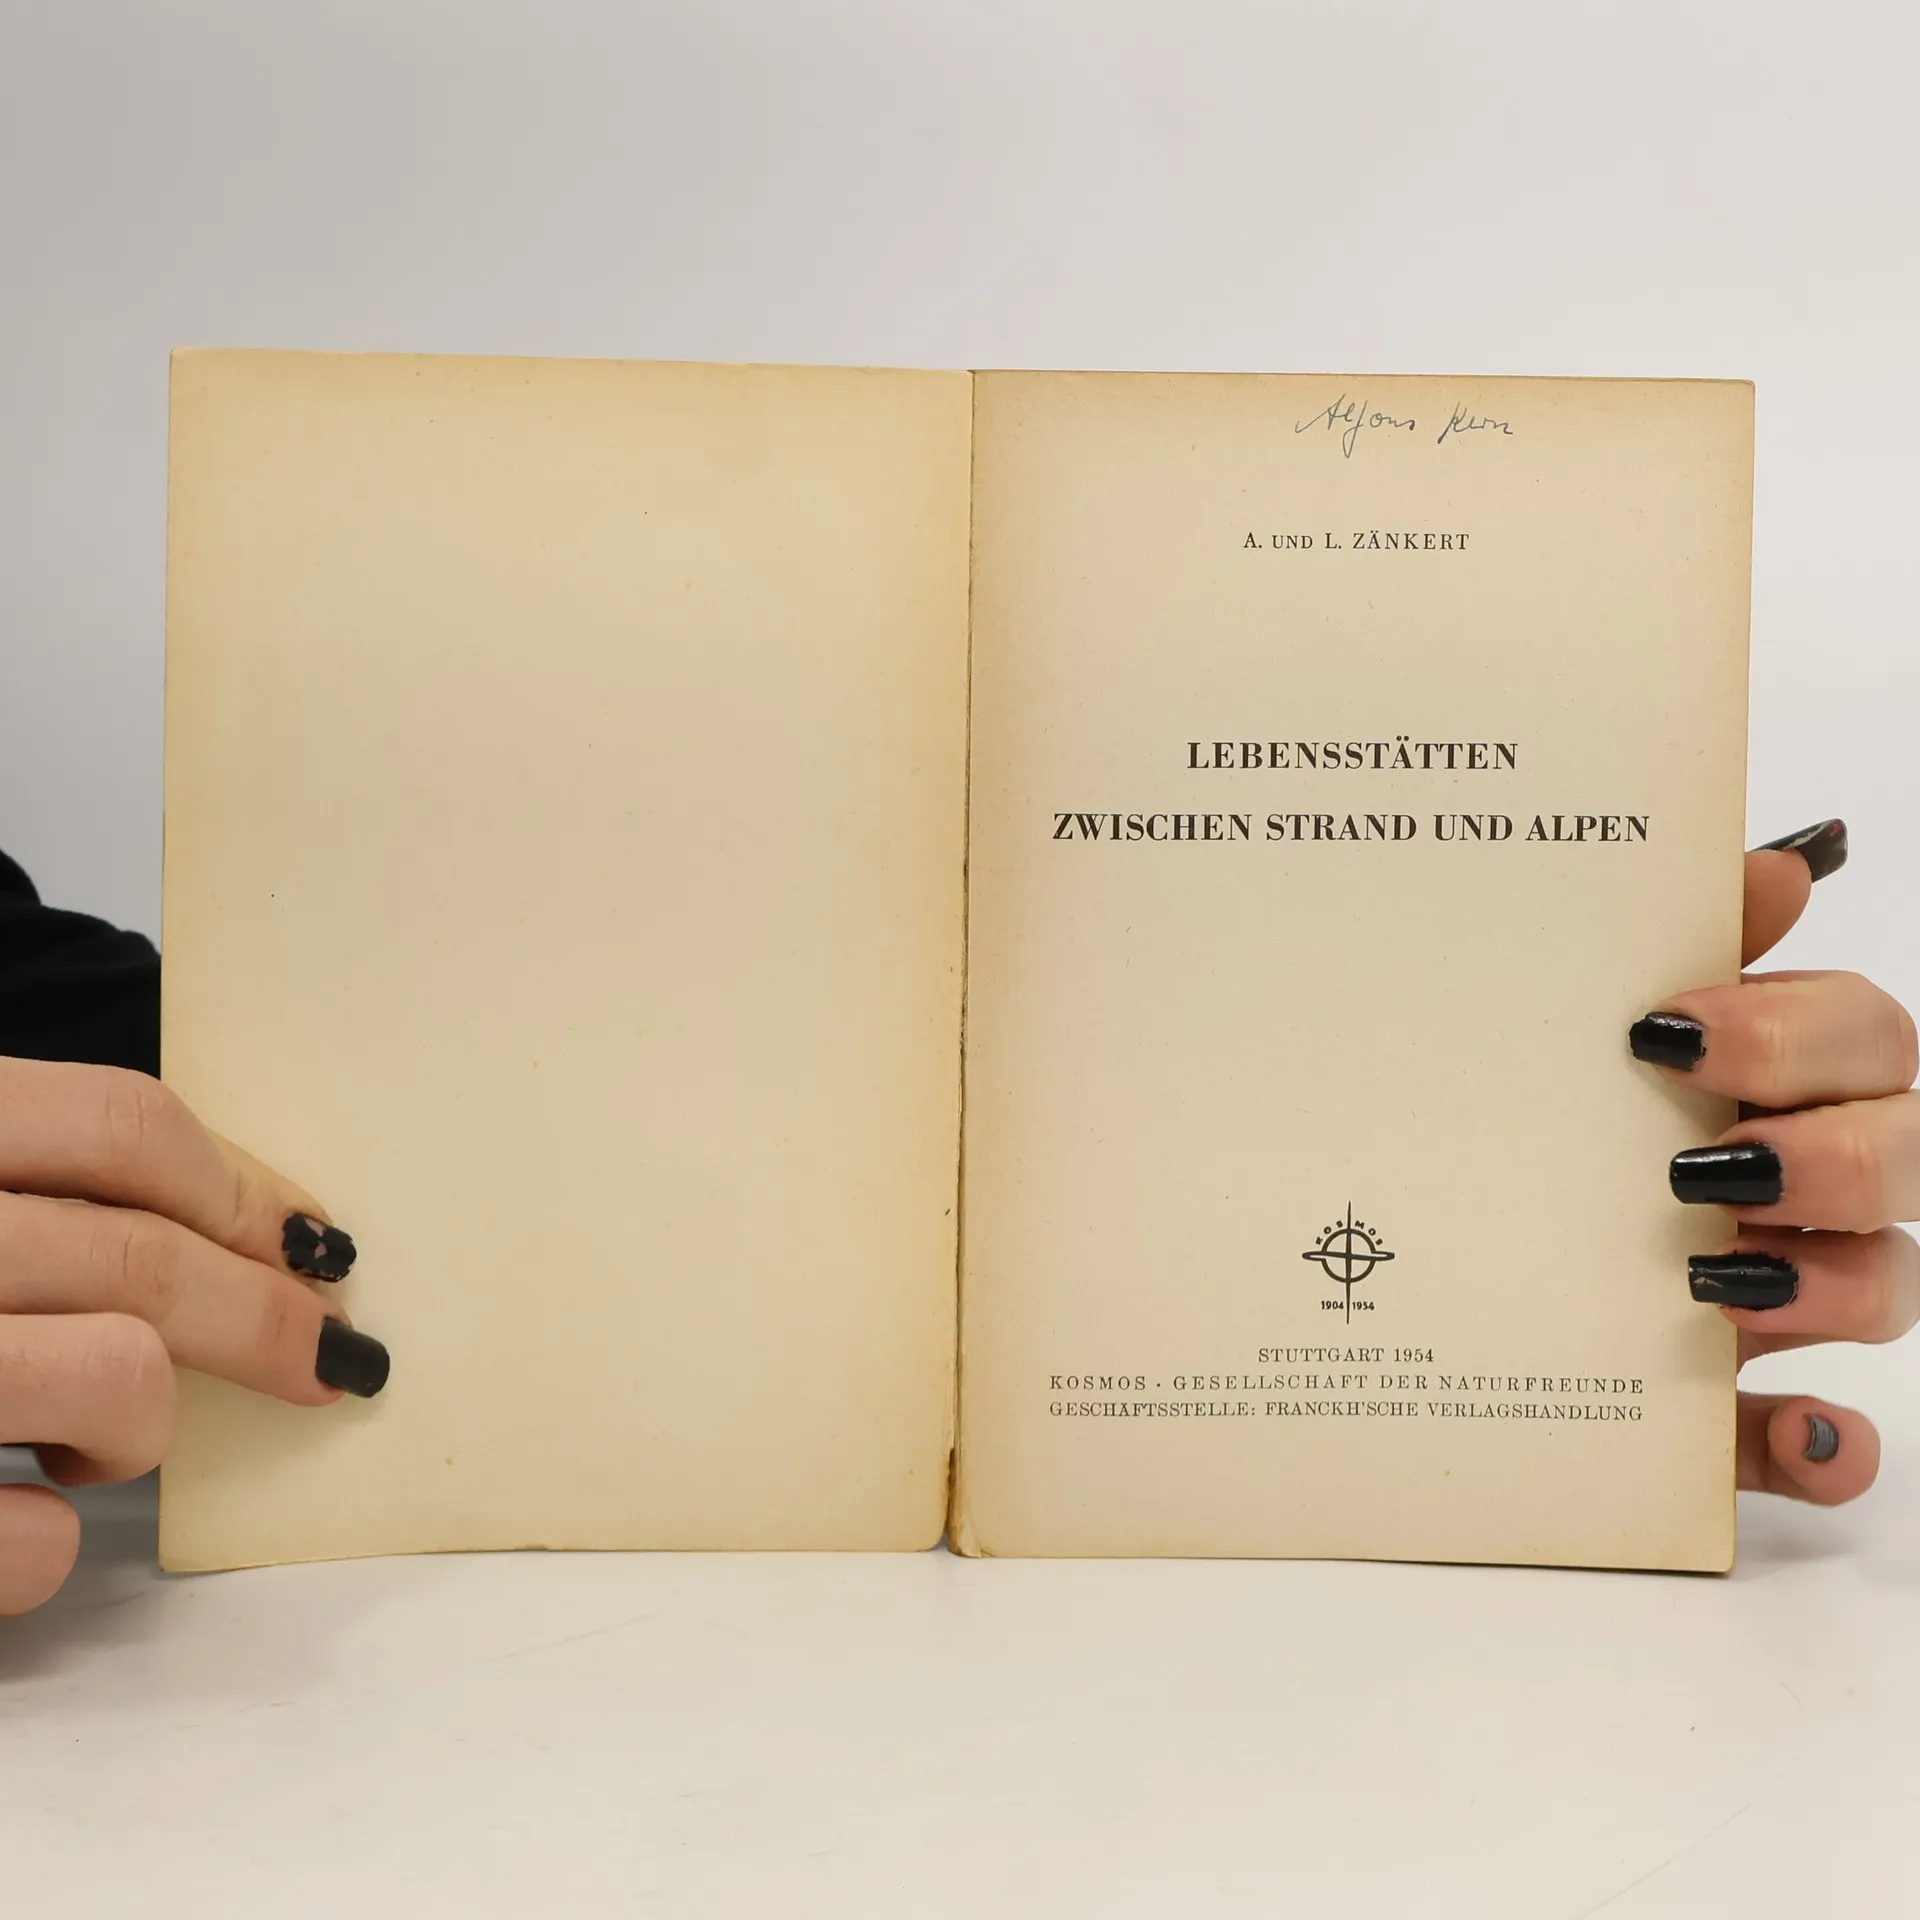 Alfons Kern
A. UND L. ZÄNKERT
LEBENSSTÄTTEN
ZWISCHEN STRAND UND ALPEN
KOSMOS
1904 1954
STUTTGART 1954
KOSMOS · GESELLSCHAFT DER NATURFREUNDE
GESCHÄFTSSTELLE: FRANCKH'SCHE VERLAGSHANDLUNG